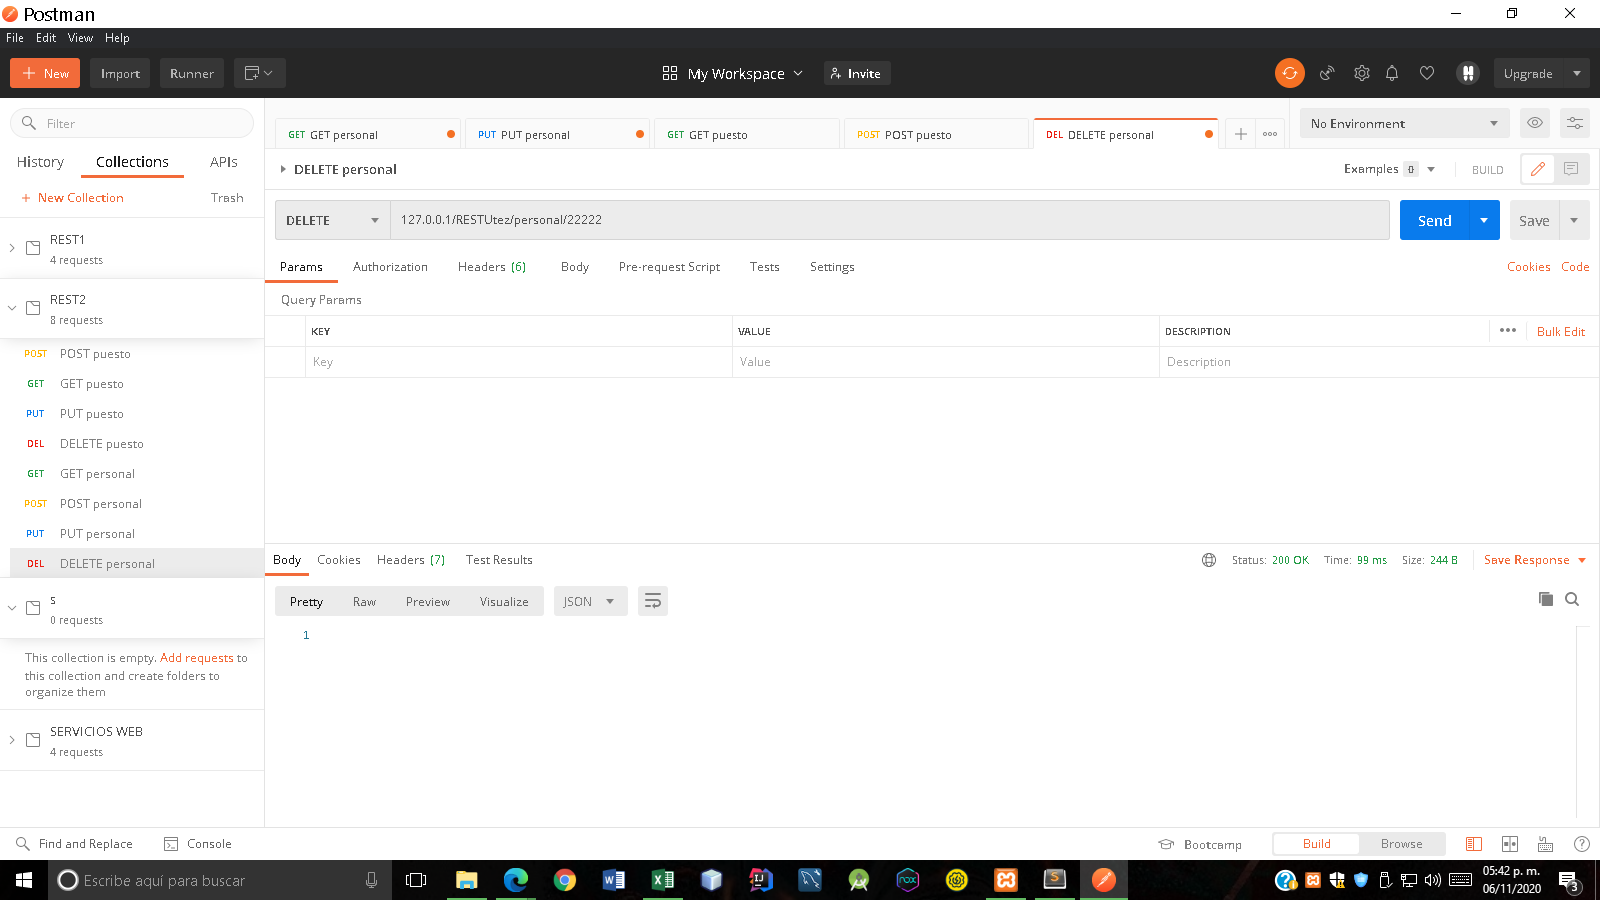 Postman
File Edit View Help
New Import Runner My Workspace Invite Upgrade
Filter
History Collections APIs
New Collection Trash
REST1
4 requests
REST2
8 requests
POST POST puesto
GET GET puesto
PUT PUT puesto
DEL DELETE puesto
GET GET personal
POST POST personal
PUT PUT personal
DEL DELETE personal
S
0 requests
This collection is empty. Add requests to
this collection and create folders to
organize them
SERVICIOS WEB
4 requests
GET GET personal PUT PUT personal GET GET puesto POST POST puesto DEL DELETE personal No Environment
DELETE personal Examples 0 BUILD
DELETE 127.0.0.1/RESTUtez/personal/22222 Send Save
Params Authorization Headers (6) Body Pre-request Script Tests Settings Cookies Code
Query Params
KEY VALUE DESCRIPTION Bulk Edit
Key Value Description
Body Cookies Headers (7) Test Results Status: 200 OK Time: 99 ms Size: 244 B Save Response
Pretty Raw Preview Visualize JSON
1
Find and Replace Console Bootcamp Build Browse
Escribe aquí para buscar
05:42 p. m.
06/11/2020
3